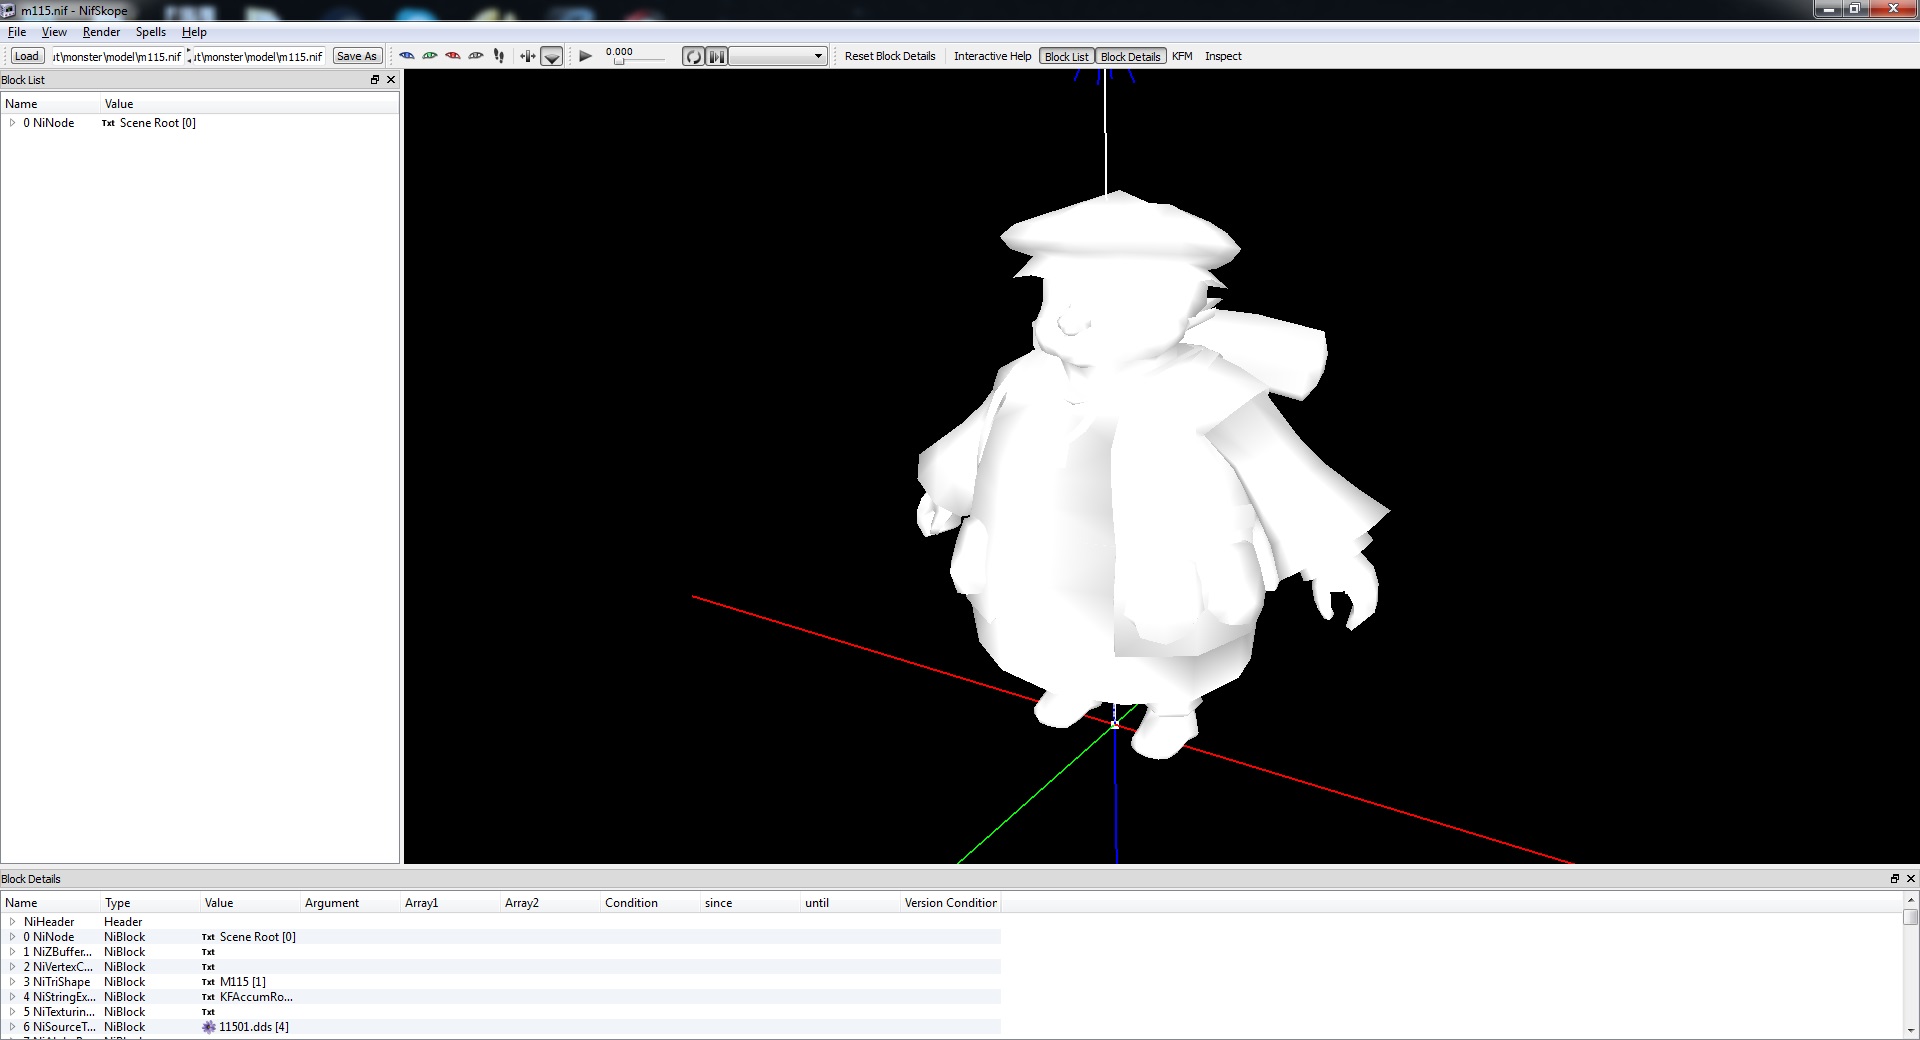 m115.nif - NifSkope
File View Render Spells Help
Load ut\monster\model\m115.nif ut\monster\model\m115.nif Save As 0.000 Reset Block Details Interactive Help Block List Block Details KFM Inspect
Block List
Name Value
0 NiNode Txt Scene Root [0]
Block Details
Name Type Value Argument Array1 Array2 Condition since until Version Condition
NiHeader Header
0 NiNode NiBlock Txt Scene Root [0]
1 NiZBuffer... NiBlock Txt
2 NiVertexC... NiBlock Txt
3 NiTriShape NiBlock Txt M115 [1]
4 NiStringEx... NiBlock Txt KFAccumRo...
5 NiTexturin... NiBlock Txt
6 NiSourceT... NiBlock 11501.dds [4]